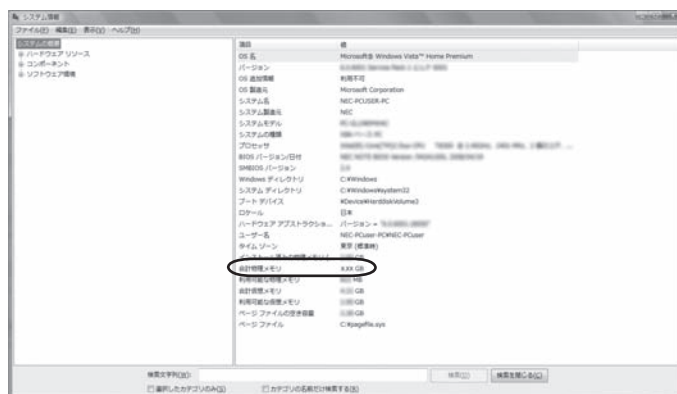 システム情報
ファイル(F) 編集(E) 表示(V) ヘルプ(H)
システムの概要
ハードウェア リソース
コンポーネント
ソフトウェア環境
項目 値
OS 名 Microsoft® Windows Vista™ Home Premium
バージョン
OS 追加情報 利用不可
OS 製造元 Microsoft Corporation
システム名 NEC-PCUSER-PC
システム製造元 NEC
システムモデル
システムの種類
プロセッサ
BIOS バージョン/日付
SMBIOS バージョン
Windows ディレクトリ C:¥Windows
システム ディレクトリ C:¥Windows¥system32
ブート デバイス ¥Device¥HarddiskVolume3
ロケール 日本
ハードウェア アブストラクショ... バージョン =
ユーザー名 NEC-PCuser-PC¥NEC-PCuser
タイム ゾーン 東京 (標準時)
GB
合計物理メモリ X.XX GB
利用可能な物理メモリ MB
合計仮想メモリ GB
利用可能な仮想メモリ GB
ページ ファイルの空き容量 GB
ページ ファイル C:¥pagefile.sys
検索文字列(W): 検索(D) 検索を閉じる(C)
選択したカテゴリのみ(S) カテゴリの名前だけ検索する(R)